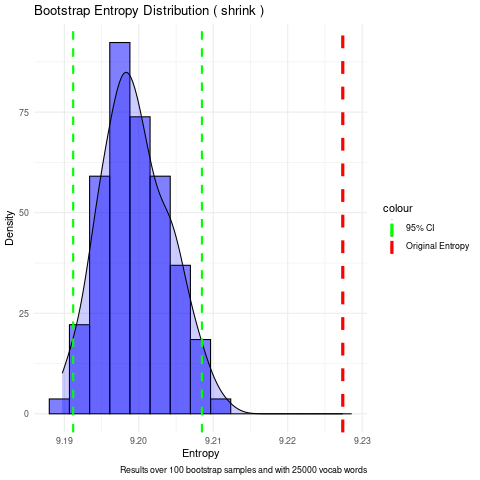 Bootstrap Entropy Distribution ( shrink )
Density
75
50
25
0
9.19 9.20 9.21 9.22 9.23
Entropy
colour
95% CI
Original Entropy
Results over 100 bootstrap samples and with 25000 vocab words